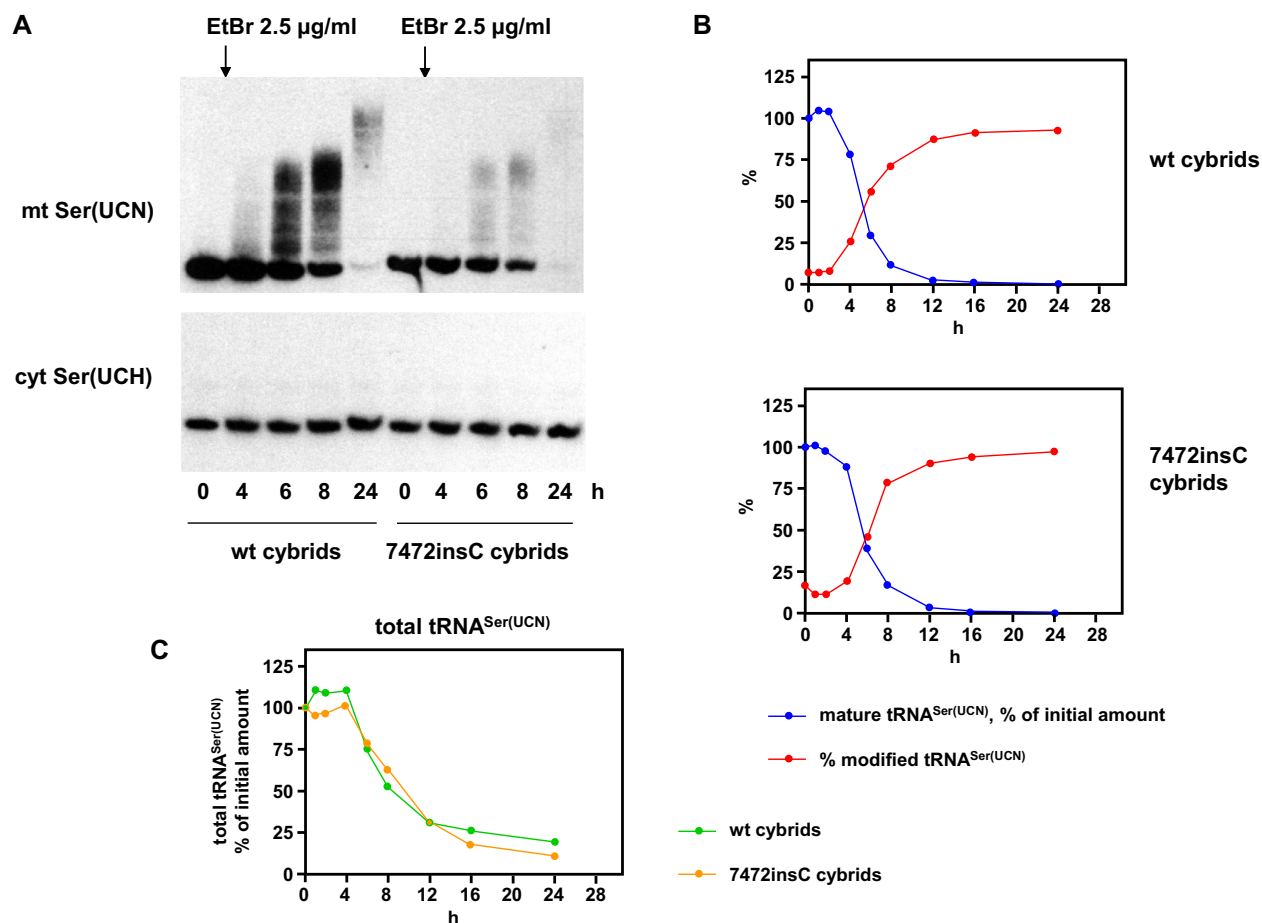 A
EtBr 2.5 µg/ml EtBr 2.5 µg/ml
mt Ser(UCN)
cyt Ser(UCH)
0 4 6 8 24 0 4 6 8 24 h
wt cybrids 7472insC cybrids
B
125
100
75
50
25
0
%
0 4 8 12 16 20 24 28
h
wt cybrids
125
100
75
50
25
0
%
0 4 8 12 16 20 24 28
h
7472insC
cybrids
mature tRNASer(UCN), % of initial amount
% modified tRNASer(UCN)
C
total tRNASer(UCN)
total tRNASer(UCN)
% of initial amount
125
100
75
50
25
0
0 4 8 12 16 20 24 28
h
wt cybrids
7472insC cybrids